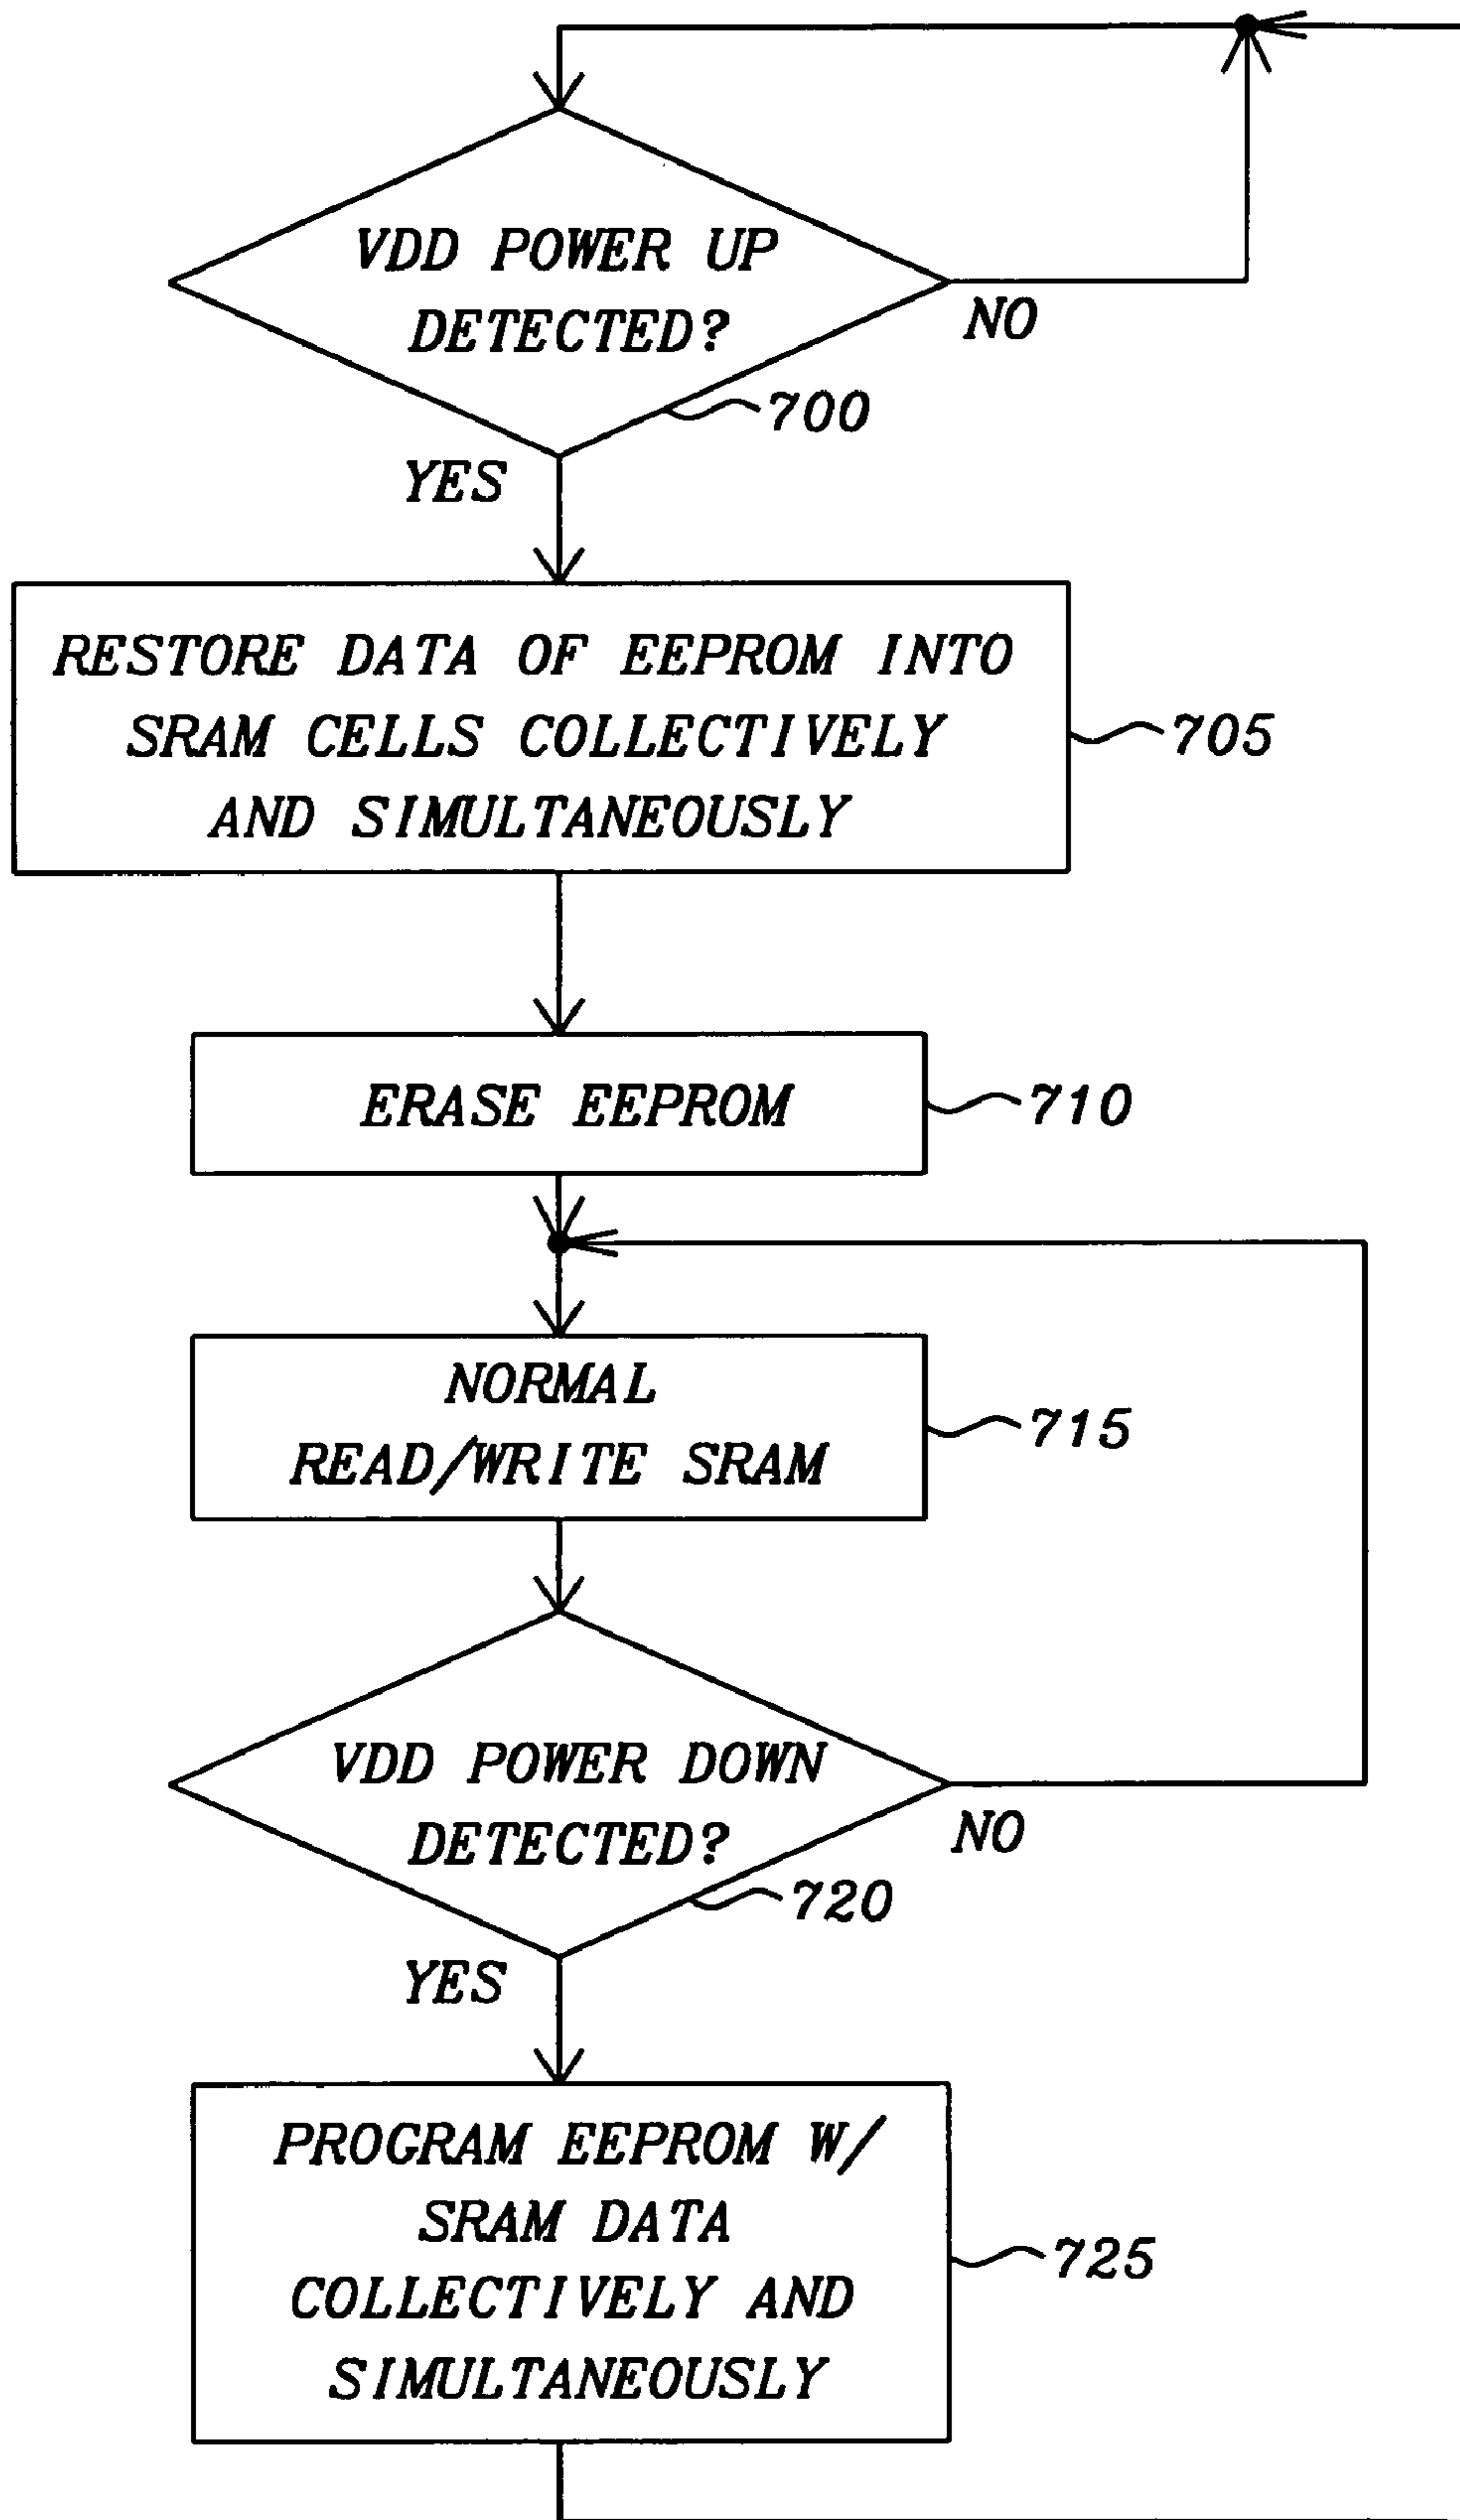 VDD POWER UP
DETECTED?
NO
700
YES
RESTORE DATA OF EEPROM INTO
SRAM CELLS COLLECTIVELY
AND SIMULTANEOUSLY
705
ERASE EEPROM
710
NORMAL
READ/WRITE SRAM
715
VDD POWER DOWN
DETECTED?
NO
720
YES
PROGRAM EEPROM W/
SRAM DATA
COLLECTIVELY AND
SIMULTANEOUSLY
725